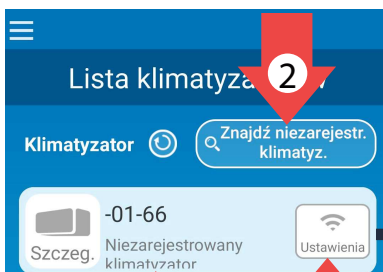 Lista klimatyza
2
Klimatyzator
Znajdź niezarejestr.
klimatyz.
-01-66
Szczeg.
Niezarejestrowany
klimatyzator
Ustawienia